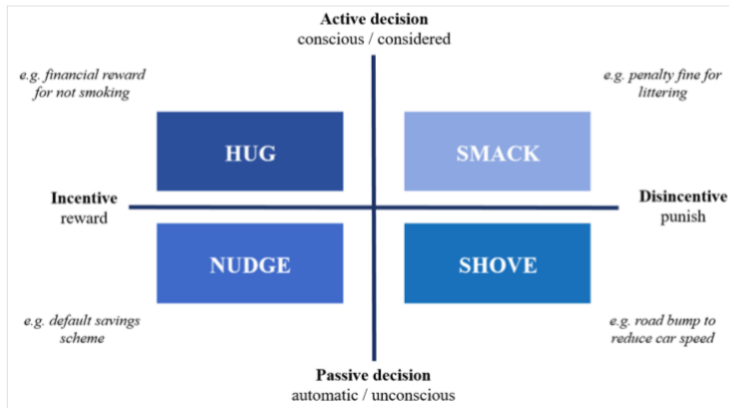 Active decision
conscious / considered
e.g. financial reward
for not smoking
e.g. penalty fine for
littering
HUG
SMACK
Incentive
reward
Disincentive
punish
NUDGE
SHOVE
e.g. default savings
scheme
e.g. road bump to
reduce car speed
Passive decision
automatic / unconscious